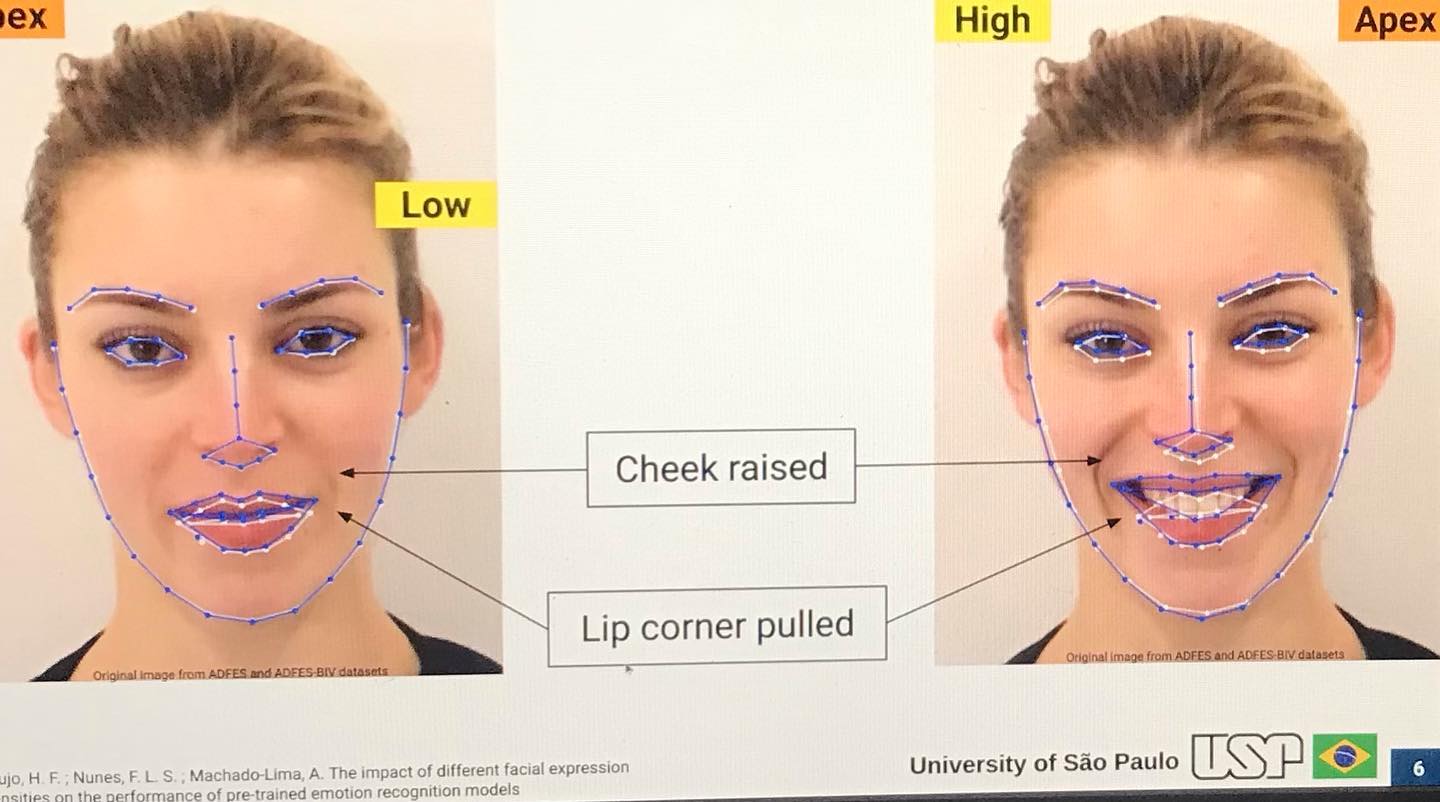 ex
High
Apex
Low
Cheek raised
Lip corner pulled
Original image from ADFES and ADFES-BIV datasets
Original image from ADFES and ADFES-BIV datasets
ujo, H. F. ; Nunes, F. L. S. ; Machado-Lima, A. The impact of different facial expression
nsities on the performance of pre-trained emotion recognition models
University of São Paulo USP
6